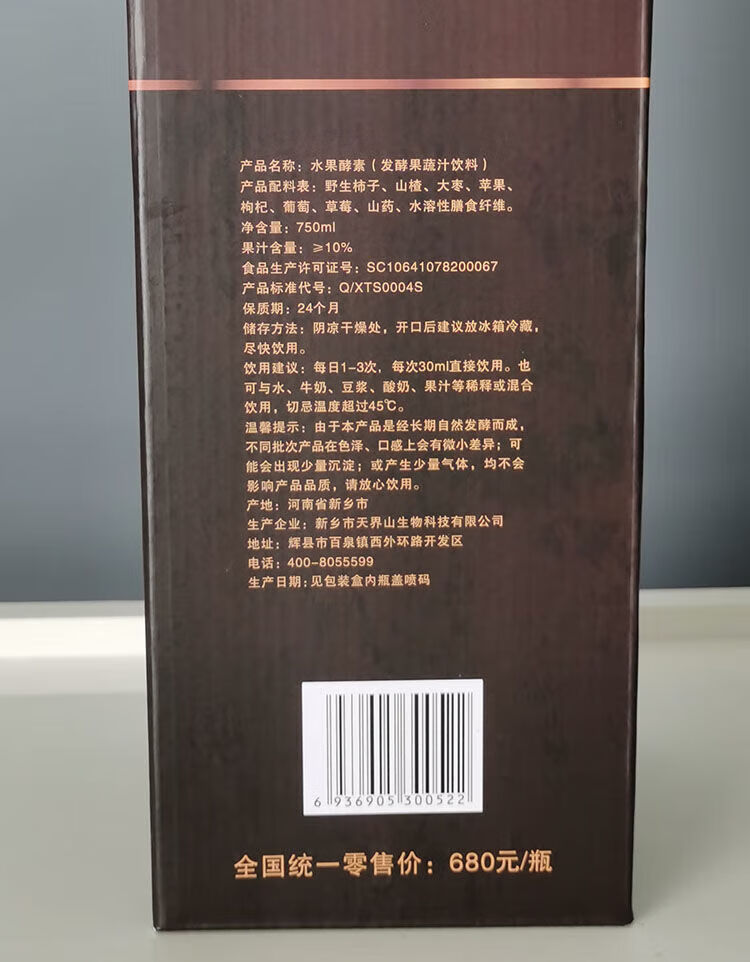 产品名称：水果酵素（发酵果蔬汁饮料）
产品配料表：野生柿子、山楂、大枣、苹果、
枸杞、葡萄、草莓、山药、水溶性膳食纤维。
净含量：750ml
果汁含量：≥10%
食品生产许可证号：SC10641078200067
产品标准代号：Q/XTS0004S
保质期：24个月
储存方法：阴凉干燥处，开口后建议放冰箱冷藏，
尽快饮用。
饮用建议：每日1-3次，每次30ml直接饮用。也
可与水、牛奶、豆浆、酸奶、果汁等稀释或混合
饮用，切忌温度超过45℃。
温馨提示：由于本产品是经长期自然发酵而成，
不同批次产品在色泽、口感上会有微小差异；可
能会出现少量沉淀；或产生少量气体，均不会
影响产品品质，请放心饮用。
产地：河南省新乡市
生产企业：新乡市天界山生物科技有限公司
地址：辉县市百泉镇西外环路开发区
电话：400-8055599
生产日期：见包装盒内瓶盖喷码
6 936905 300522
全国统一零售价：680元/瓶